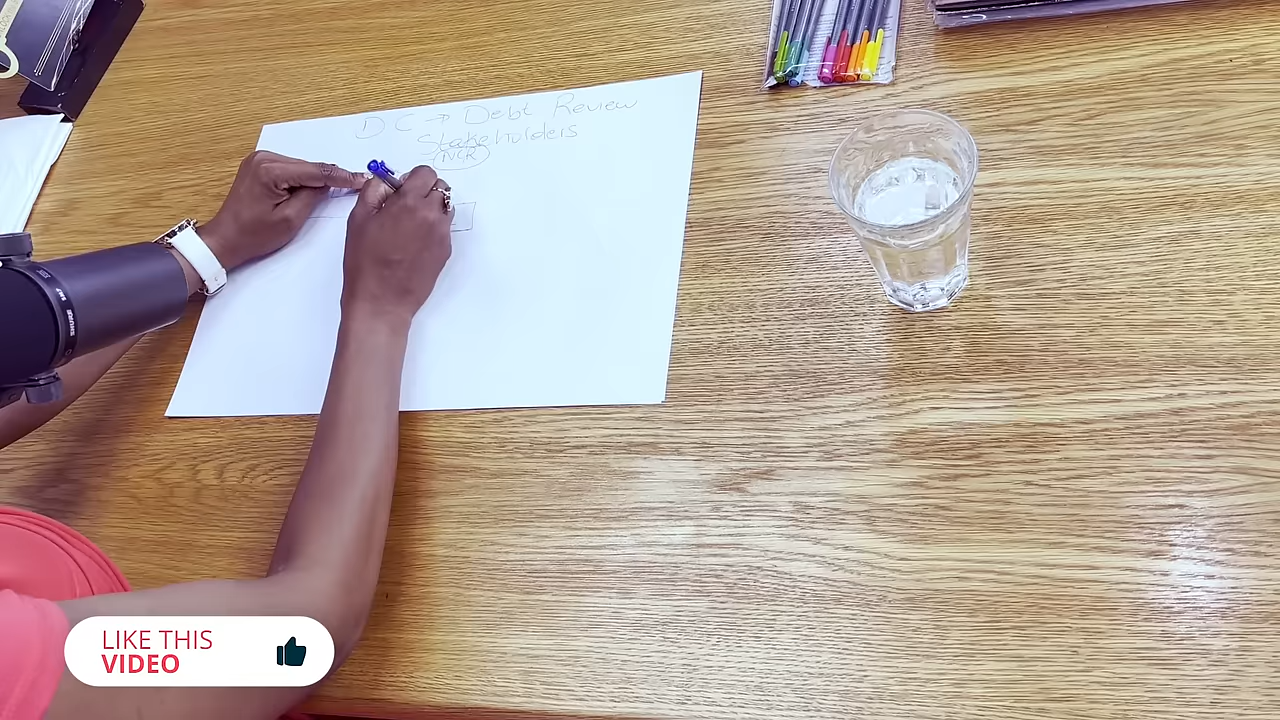 DC → Debt Review
Stakeholders
NCR
LIKE THIS
VIDEO